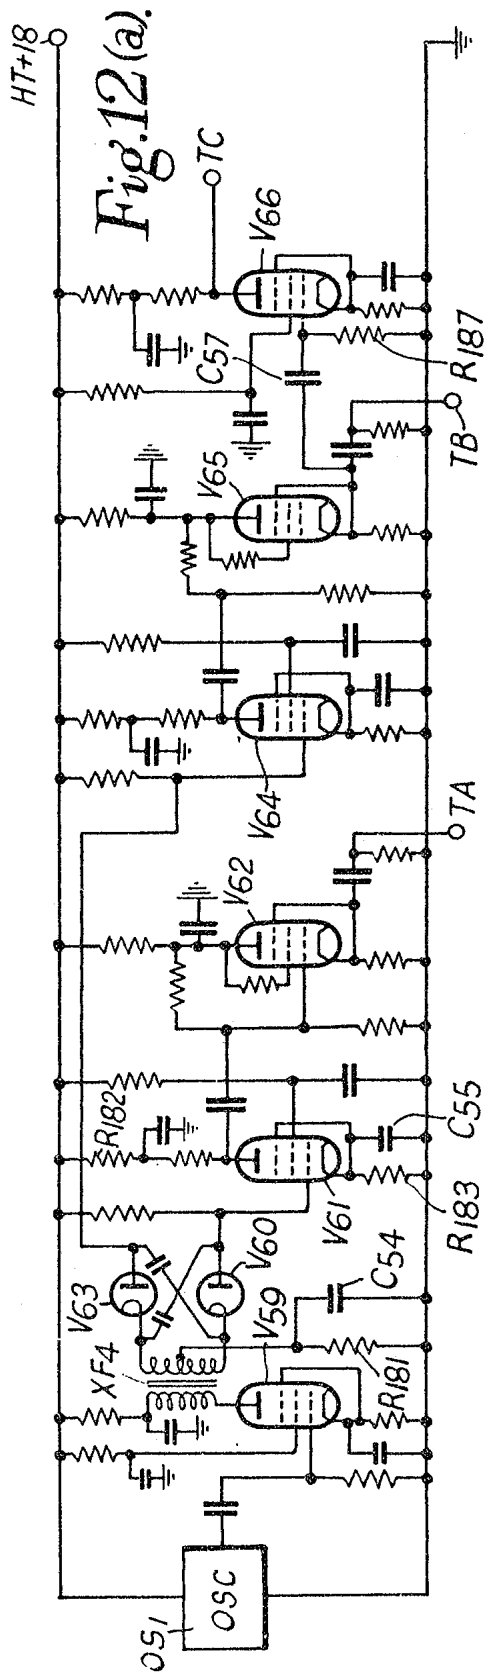 Fig.12(a).
HT+18
OS1
OSC
XF4
V63
V60
V59
R181
C54
R182
V61
R183
C55
V62
TA
V64
V65
TB
C57
R187
V66
TC